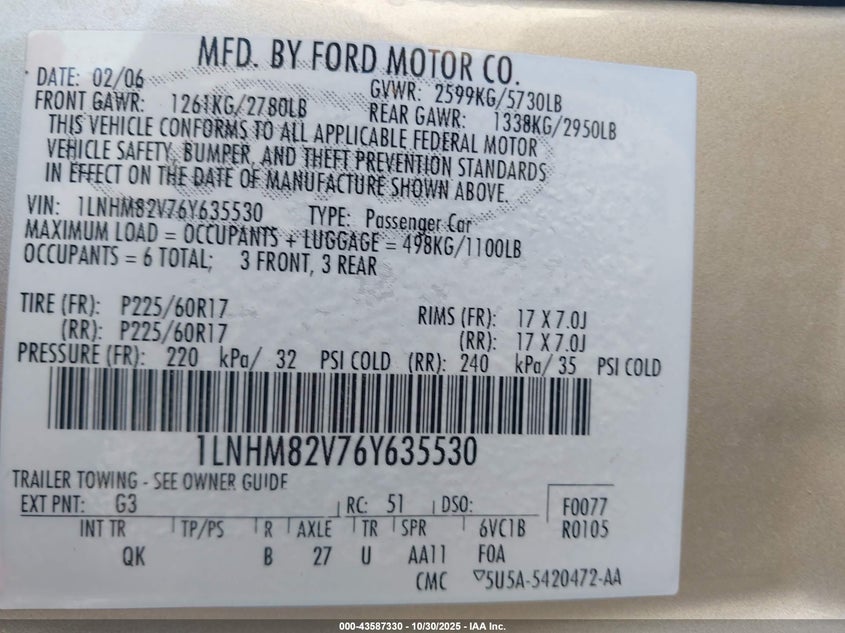 MFD. BY FORD MOTOR CO.
DATE: 02/06 GVWR: 2599KG/5730LB
FRONT GAWR: 1261KG/2780LB REAR GAWR: 1338KG/2950LB
THIS VEHICLE CONFORMS TO ALL APPLICABLE FEDERAL MOTOR
VEHICLE SAFETY, BUMPER, AND THEFT PREVENTION STANDARDS
IN EFFECT ON THE DATE OF MANUFACTURE SHOWN ABOVE.
VIN: 1LNHM82V76Y635530 TYPE: Passenger Car
MAXIMUM LOAD = OCCUPANTS + LUGGAGE = 498KG/1100LB
OCCUPANTS = 6 TOTAL; 3 FRONT, 3 REAR
TIRE (FR): P225/60R17 RIMS (FR): 17 X 7.0J
(RR): P225/60R17 (RR): 17 X 7.0J
PRESSURE (FR): 220 kPa/ 32 PSI COLD (RR): 240 kPa/ 35 PSI COLD
1LNHM82V76Y635530
TRAILER TOWING - SEE OWNER GUIDE
EXT PNT: G3 RC: 51 DSO: F0077
INT TR TP/PS R AXLE TR SPR 6VC1B R0105
QK B 27 U AA11 F0A
CMC ▽5U5A-5420472-AA
000-43587330 - 10/30/2025 - IAA Inc.